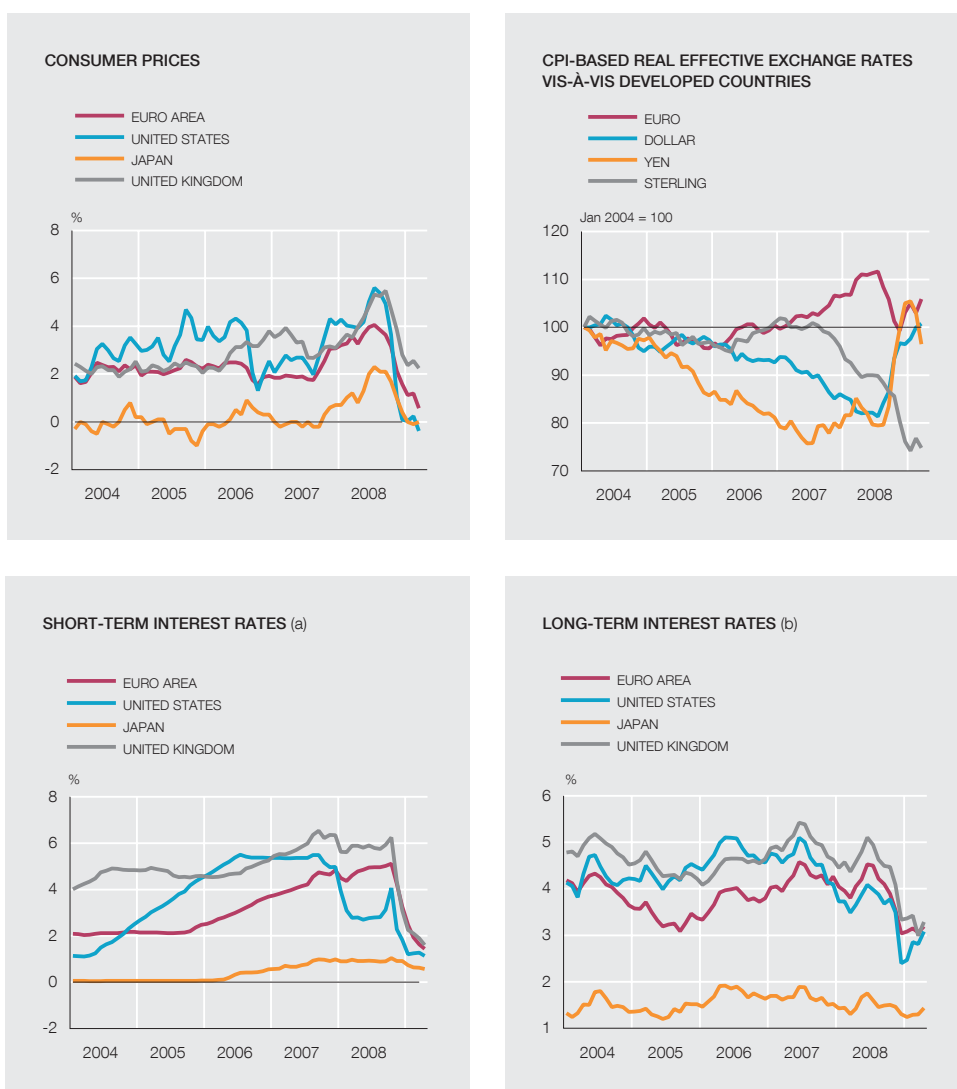 CONSUMER PRICES
EURO AREA
UNITED STATES
JAPAN
UNITED KINGDOM
%
8
6
4
2
0
-2
2004 2005 2006 2007 2008
CPI-BASED REAL EFFECTIVE EXCHANGE RATES
VIS-À-VIS DEVELOPED COUNTRIES
EURO
DOLLAR
YEN
STERLING
Jan 2004 = 100
120
110
100
90
80
70
2004 2005 2006 2007 2008
SHORT-TERM INTEREST RATES (a)
EURO AREA
UNITED STATES
JAPAN
UNITED KINGDOM
%
8
6
4
2
0
-2
2004 2005 2006 2007 2008
LONG-TERM INTEREST RATES (b)
EURO AREA
UNITED STATES
JAPAN
UNITED KINGDOM
%
6
5
4
3
2
1
2004 2005 2006 2007 2008